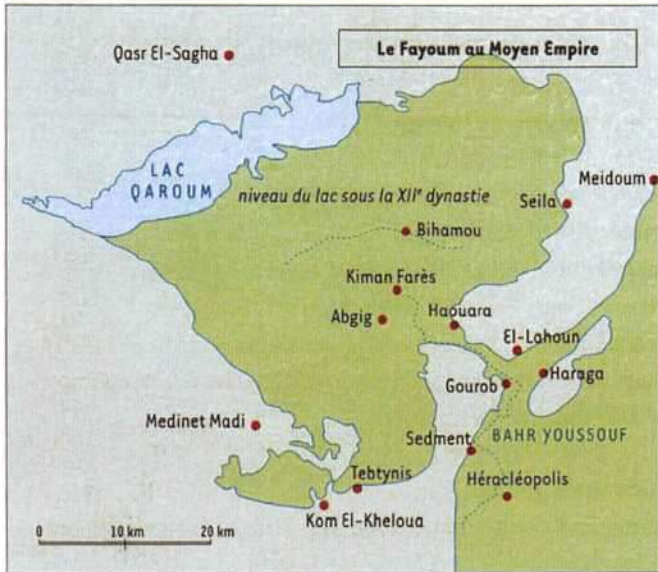 Le Fayoum au Moyen Empire
Qasr El-Sagha
LAC
QAROUM
niveau du lac sous la XIIᵉ dynastie
Meidoum
Seila
Bihamou
Kiman Farès
Abgig
Haouara
El-Lahoun
Haraga
Gourob
Medinet Madi
Sedment
BAHR YOUSSOUF
Tebtynis
Héracléopolis
Kom El-Kheloua
0 10 km 20 km